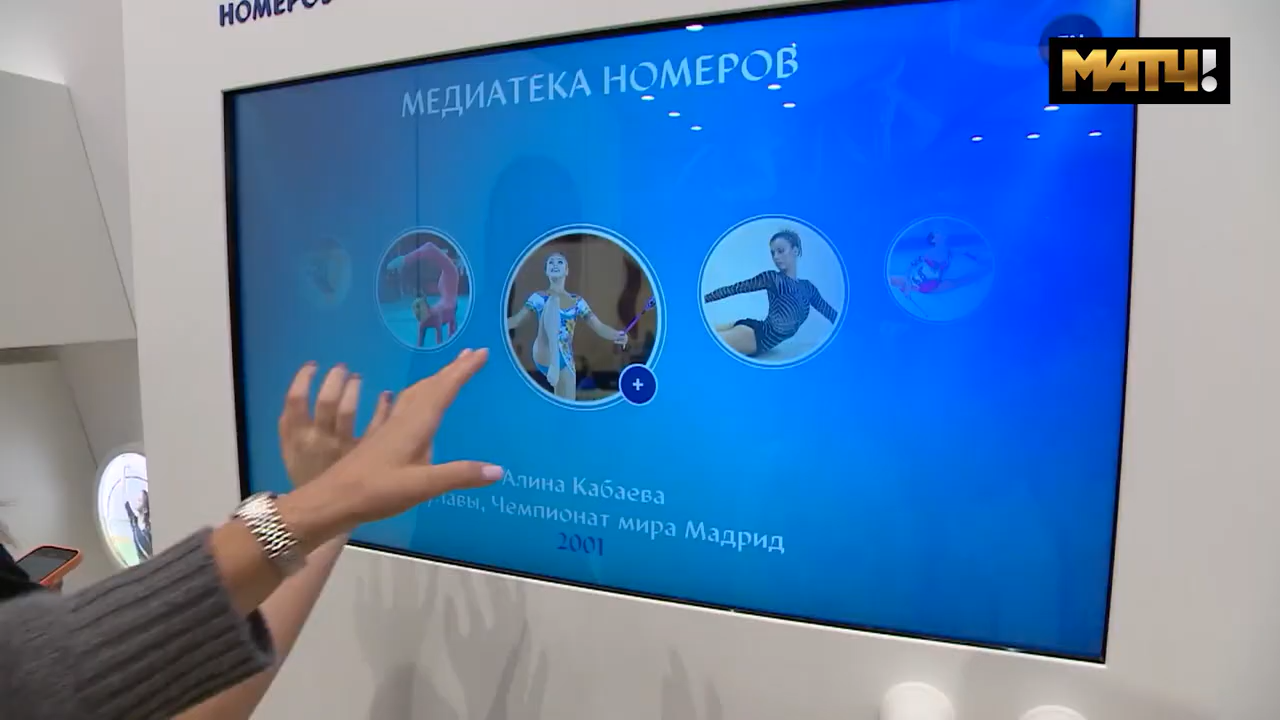 НОМЕРОВ
МАТЧ!
МЕДИАТЕКА НОМЕРОВ
+
Алина Кабаева
Чемпионат мира Мадрид
2001